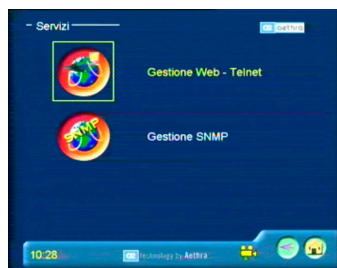 Servizi
aethra
Gestione Web - Telnet
SNMP
Gestione SNMP
10:28
technology by Aethra